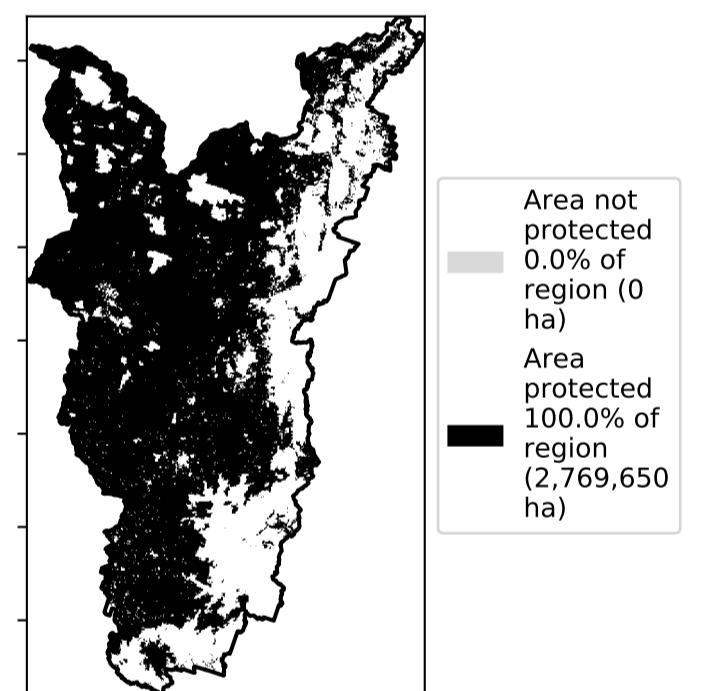 Area not
protected
0.0% of
region (0
ha)
Area
protected
100.0% of
region
(2,769,650
ha)